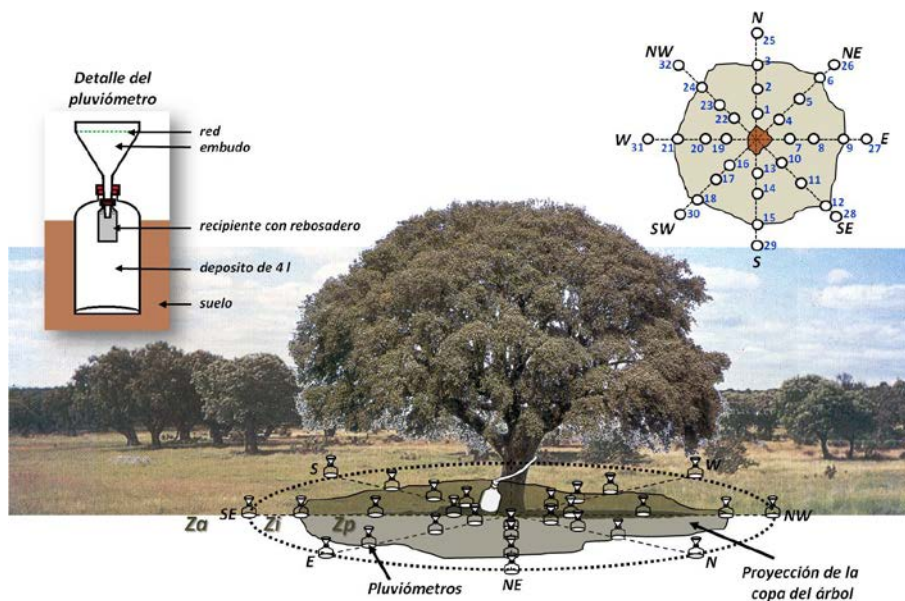 Detalle del
pluviómetro
red
embudo
recipiente con rebosadero
deposito de 4 l
suelo
N
25
NW
NE
32
3
26
24
6
2
23
5
22
1
4
W
E
31
21
20
19
7
8
9
27
16
13
10
17
14
11
18
12
30
15
28
SW
SE
29
S
S
W
SE
Za
Zi
Zp
NW
E
N
Pluviómetros
NE
Proyección de la
copa del árbol